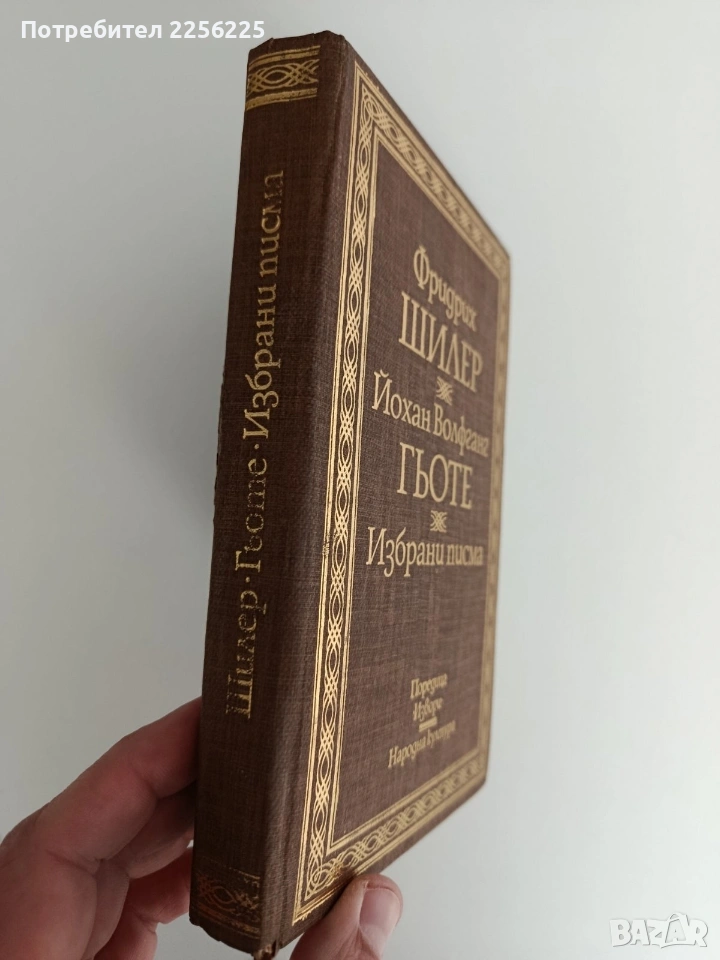 Потребител 2256225
Шилер · Гьоте · Избрани писма
Фридрих
ШИЛЕР
Йохан Волфганг
ГЬОТЕ
Избрани писма
Поредица
Извори
Народна култура
BAZAR